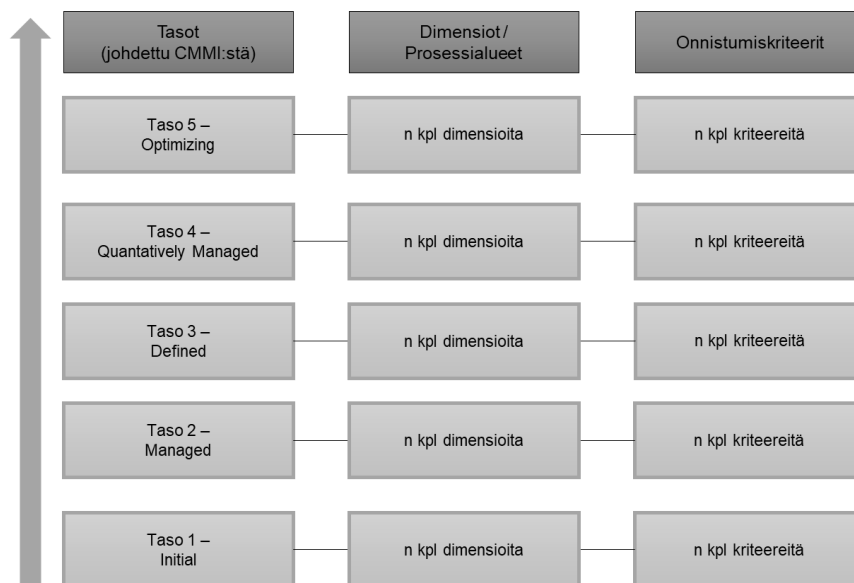 Tasot
(johdettu CMMI:stä)
Dimensiot /
Prosessialueet
Onnistumiskriteerit
Taso 5 –
Optimizing
n kpl dimensioita
n kpl kriteereitä
Taso 4 –
Quantatively Managed
n kpl dimensioita
n kpl kriteereitä
Taso 3 –
Defined
n kpl dimensioita
n kpl kriteereitä
Taso 2 –
Managed
n kpl dimensioita
n kpl kriteereitä
Taso 1 –
Initial
n kpl dimensioita
n kpl kriteereitä